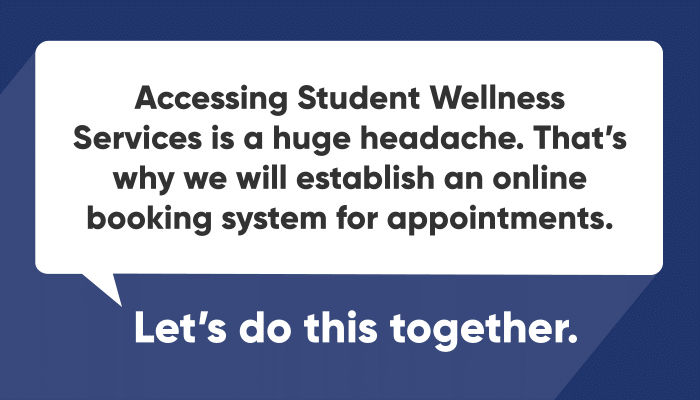 Accessing Student Wellness
Services is a huge headache. That’s
why we will establish an online
booking system for appointments.
Let’s do this together.